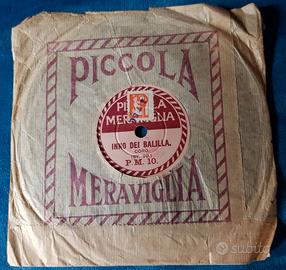 PICCOLA
PICCOLA
MERAVIGLIA
INNO DEI BALILLA.
CORO.
P.M. 10.
MERAVIGLIA
subito